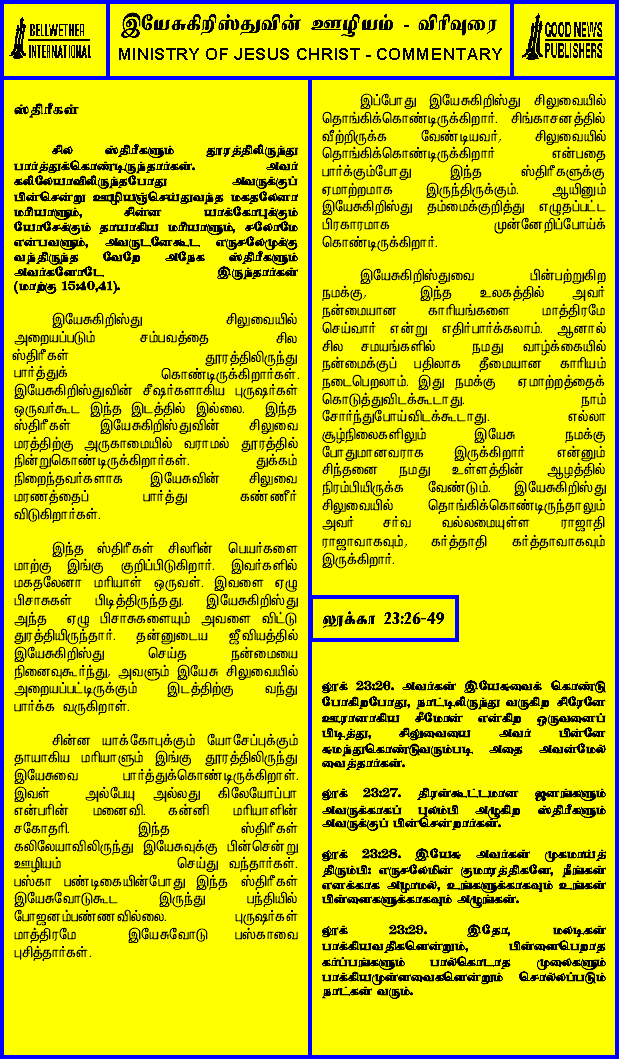 BELLWETHER
INTERNATIONAL
இயேசுகிறிஸ்துவின் ஊழியம் - விரிவுரை
MINISTRY OF JESUS CHRIST - COMMENTARY
GOOD NEWS
PUBLISHERS
ஸ்திரீகள்
சில ஸ்திரீகளும் தூரத்திலிருந்து
பார்த்துக்கொண்டிருந்தார்கள். அவர்
கலிலேயாவிலிருந்தபோது அவருக்குப்
பின்சென்று ஊழியஞ்செய்துவந்த மகதலேனா
மரியாளும், சின்ன யாக்கோபுக்கும்
யோசேக்கும் தாயாகிய மரியாளும், சலோமே
என்பவளும், அவருடனேகூட எருசலேமுக்கு
வந்திருந்த வேறே அநேக ஸ்திரீகளும்
அவர்களோடே இருந்தார்கள்
(மாற்கு 15:40,41).
இயேசுகிறிஸ்து சிலுவையில்
அறையப்படும் சம்பவத்தை சில
ஸ்திரீகள் தூரத்திலிருந்து
பார்த்துக் கொண்டிருக்கிறார்கள்.
இயேசுகிறிஸ்துவின் சீஷர்களாகிய புருஷர்கள்
ஒருவர்கூட இந்த இடத்தில் இல்லை. இந்த
ஸ்திரீகள் இயேசுகிறிஸ்துவின் சிலுவை
மரத்திற்கு அருகாமையில் வராமல் தூரத்தில்
நின்றுகொண்டிருக்கிறார்கள். துக்கம்
நிறைந்தவர்களாக இயேசுவின் சிலுவை
மரணத்தைப் பார்த்து கண்ணீர்
விடுகிறார்கள்.
இந்த ஸ்திரீகள் சிலரின் பெயர்களை
மாற்கு இங்கு குறிப்பிடுகிறார். இவர்களில்
மகதலேனா மரியாள் ஒருவள். இவளை ஏழு
பிசாசுகள் பிடித்திருந்தது. இயேசுகிறிஸ்து
அந்த ஏழு பிசாசுகளையும் அவளை விட்டு
துரத்தியிருந்தார். தன்னுடைய ஜீவியத்தில்
இயேசுகிறிஸ்து செய்த நன்மையை
நினைவுகூர்ந்து, அவளும் இயேசு சிலுவையில்
அறையப்பட்டிருக்கும் இடத்திற்கு வந்து
பார்க்க வருகிறாள்.
சின்ன யாக்கோபுக்கும் யோசேப்புக்கும்
தாயாகிய மரியாளும் இங்கு தூரத்திலிருந்து
இயேசுவை பார்த்துக்கொண்டிருக்கிறாள்.
இவள் அல்பேயு அல்லது கிலேயோப்பா
என்பரின் மனைவி. கன்னி மரியாளின்
சகோதரி. இந்த ஸ்திரீகள்
கலிலேயாவிலிருந்து இயேசுவுக்கு பின்சென்று
ஊழியம் செய்து வந்தார்கள்.
பஸ்கா பண்டிகையின்போது இந்த ஸ்திரீகள்
இயேசுவோடுகூட இருந்து பந்தியில்
போஜனம்பண்ணவில்லை. புருஷர்கள்
மாத்திரமே இயேசுவோடு பஸ்காவை
புசித்தார்கள்.
இப்போது இயேசுகிறிஸ்து சிலுவையில்
தொங்கிக்கொண்டிருக்கிறார். சிங்காசனத்தில்
வீற்றிருக்க வேண்டியவர், சிலுவையில்
தொங்கிக்கொண்டிருக்கிறார் என்பதை
பார்க்கும்போது இந்த ஸ்திரீகளுக்கு
ஏமாற்றமாக இருந்திருக்கும். ஆயினும்
இயேசுகிறிஸ்து தம்மைக்குறித்து எழுதப்பட்ட
பிரகாரமாக முன்னேறிப்போய்க்
கொண்டிருக்கிறார்.
இயேசுகிறிஸ்துவை பின்பற்றுகிற
நமக்கு, இந்த உலகத்தில் அவர்
நன்மையான காரியங்களை மாத்திரமே
செய்வார் என்று எதிர்பார்க்கலாம். ஆனால்
சில சமயங்களில் நமது வாழ்க்கையில்
நன்மைக்குப் பதிலாக தீமையான காரியம்
நடைபெறலாம். இது நமக்கு ஏமாற்றத்தைக்
கொடுத்துவிடக்கூடாது. நாம்
சோர்ந்துபோய்விடக்கூடாது. எல்லா
சூழ்நிலைகளிலும் இயேசு நமக்கு
போதுமானவராக இருக்கிறார் என்னும்
சிந்தனை நமது உள்ளத்தின் ஆழத்தில்
நிரம்பியிருக்க வேண்டும். இயேசுகிறிஸ்து
சிலுவையில் தொங்கிக்கொண்டிருந்தாலும்
அவர் சர்வ வல்லமையுள்ள ராஜாதி
ராஜாவாகவும், கர்த்தாதி கர்த்தாவாகவும்
இருக்கிறார்.
லூக்கா 23:26-49
லூக் 23:26. அவர்கள் இயேசுவைக் கொண்டு
போகிறபோது, நாட்டிலிருந்து வருகிற சிரேனே
ஊரானாகிய சீமோன் என்கிற ஒருவனைப்
பிடித்து, சிலுவையை அவர் பின்னே
சுமந்துகொண்டுவரும்படி, அதை அவன்மேல்
வைத்தார்கள்.
லூக் 23:27. திரள்கூட்டமான ஜனங்களும்
அவருக்காகப் புலம்பி அழுகிற ஸ்திரீகளும்
அவருக்குப் பின்சென்றார்கள்.
லூக் 23:28. இயேசு அவர்கள் முகமாய்த்
திரும்பி: எருசலேமின் குமாரத்திகளே, நீங்கள்
எனக்காக அழாமல், உங்களுக்காகவும் உங்கள்
பிள்ளைகளுக்காகவும் அழுங்கள்.
லூக் 23:29. இதோ, மலடிகள்
பாக்கியவதிகளென்றும், பிள்ளைபெறாத
கர்ப்பங்களும் பால்கொடாத முலைகளும்
பாக்கியமுள்ளவைகளென்றும் சொல்லப்படும்
நாட்கள் வரும்.